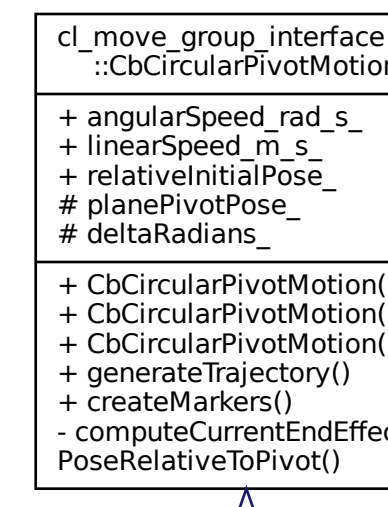 cl_move_group_interface
::CbCircularPivotMotion
+ angularSpeed_rad_s_
+ linearSpeed_m_s_
+ relativeInitialPose_
# planePivotPose_
# deltaRadians_
+ CbCircularPivotMotion(
+ CbCircularPivotMotion(
+ CbCircularPivotMotion(
+ generateTrajectory()
+ createMarkers()
- computeCurrentEndEffec
PoseRelativeToPivot()